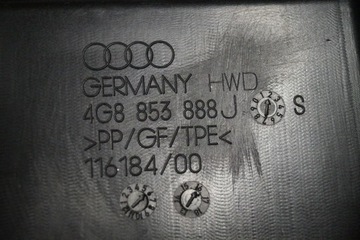 GERMANY HWD
4G8 853 888 J S
>PP/GF/TPE<
116184/00